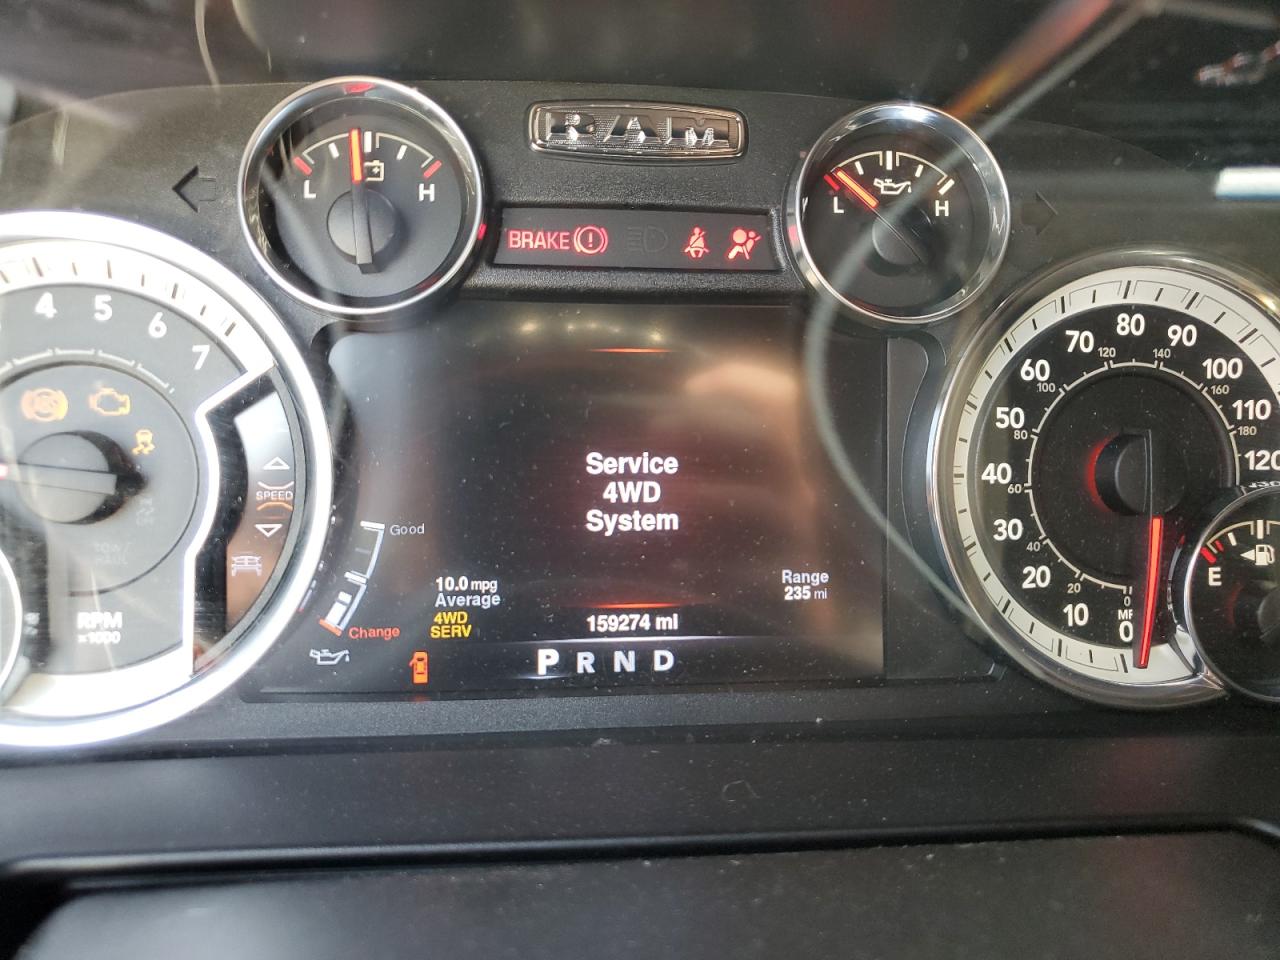 RAM
L H
L H
BRAKE
4 5 6 7
SPEED
RPM
x1000
Service
4WD
System
Good
Change
10.0 mpg
Average
4WD
SERV
Range
235 mi
159274 mi
P R N D
0 10 20 30 40 50 60 70 80 90 100 110 120
0 20 40 60 80 100 120 140 160 180
E